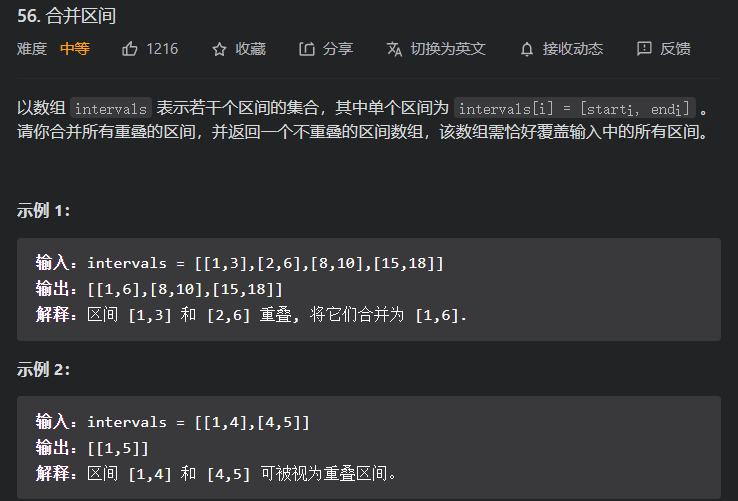 56. 合并区间
难度 中等 1216 收藏 分享 切换为英文 接收动态 反馈
以数组 intervals 表示若干个区间的集合，其中单个区间为 intervals[i] = [starti, endi] 。
请你合并所有重叠的区间，并返回一个不重叠的区间数组，该数组需恰好覆盖输入中的所有区间。
示例 1：
输入：intervals = [[1,3],[2,6],[8,10],[15,18]]
输出：[[1,6],[8,10],[15,18]]
解释：区间 [1,3] 和 [2,6] 重叠, 将它们合并为 [1,6].
示例 2：
输入：intervals = [[1,4],[4,5]]
输出：[[1,5]]
解释：区间 [1,4] 和 [4,5] 可被视为重叠区间。